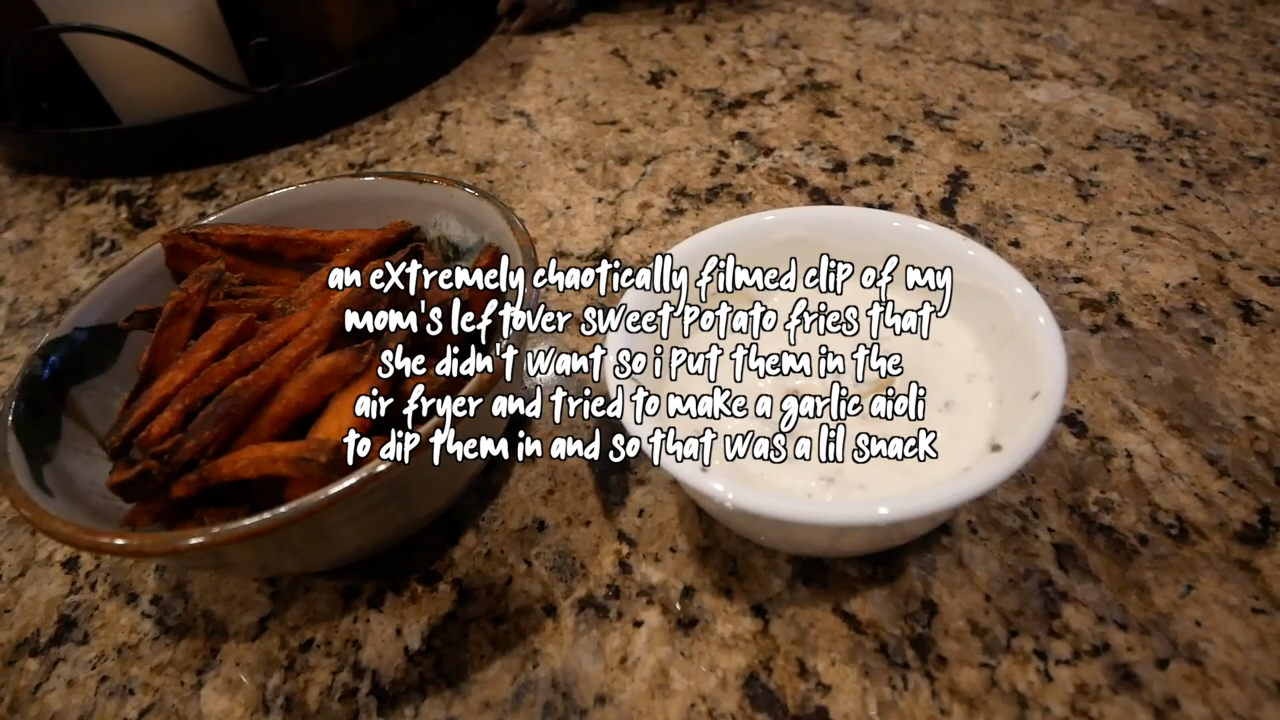 an extremely chaotically filmed clip of my
mom's leftover sweet potato fries that
she didn't want so i put them in the
air fryer and tried to make a garlic aioli
to dip them in and so that was a lil snack